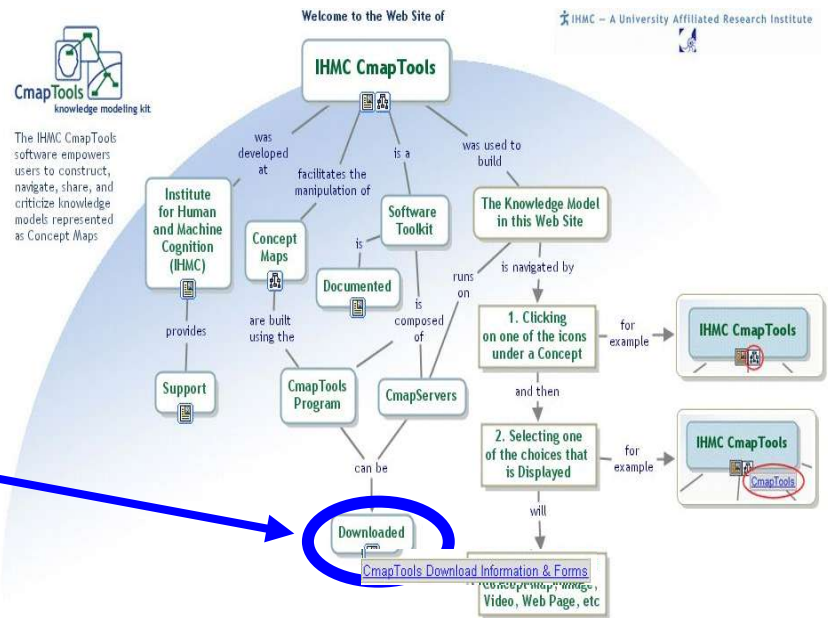 Welcome to the Web Site of
IHMC – A University Affiliated Research Institute
CmapTools
knowledge modeling kit
The IHMC CmapTools
software empowers
users to construct,
navigate, share, and
criticize knowledge
models represented
as Concept Maps
IHMC CmapTools
was
developed
at
facilitates the
manipulation of
is a
was used to
build
Institute
for Human
and Machine
Cognition
(IHMC)
Concept
Maps
Software
Toolkit
The Knowledge Model
in this Web Site
is
Documented
runs
on
is navigated by
provides
are built
using the
is
composed
of
1. Clicking
on one of the icons
under a Concept
for
example
IHMC CmapTools
Support
CmapTools
Program
CmapServers
and then
2. Selecting one
of the choices that
is Displayed
for
example
IHMC CmapTools
CmapTools
can be
will
Downloaded
CmapTools Download Information & Forms
Concept map, Image,
Video, Web Page, etc